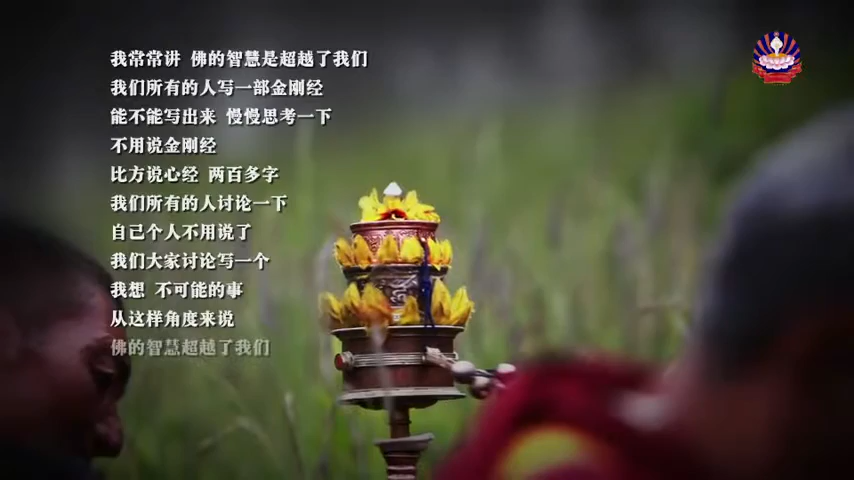 我常常讲 佛的智慧是超越了我们
我们所有的人写一部金刚经
能不能写出来 慢慢思考一下
不用说金刚经
比方说心经 两百多字
我们所有的人讨论一下
自己个人不用说了
我们大家讨论写一个
我想 不可能的事
从这样角度来说
佛的智慧超越了我们